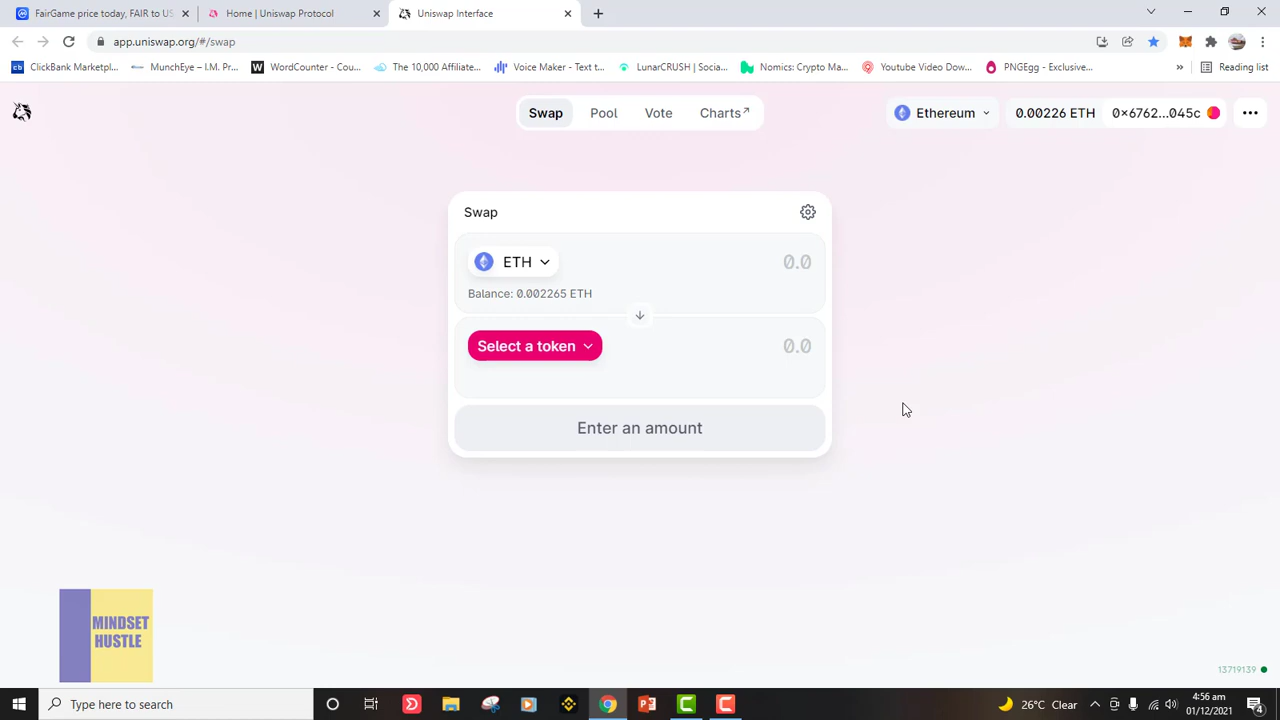 FairGame price today, FAIR to US
Home | Uniswap Protocol
Uniswap Interface
app.uniswap.org/#/swap
ClickBank Marketpl...
MunchEye – I.M. Pr...
WordCounter - Cou...
The 10,000 Affiliate...
Voice Maker - Text t...
LunarCRUSH | Socia...
Nomics: Crypto Ma...
Youtube Video Dow...
PNGEgg - Exclusive...
»
Reading list
Swap
Pool
Vote
Charts↗
Ethereum
0.00226 ETH
0×6762...045c
Swap
ETH
0.0
Balance: 0.002265 ETH
Select a token
0.0
Enter an amount
MINDSET
HUSTLE
13719139
Type here to search
26°C Clear
4:56 am
01/12/2021
4